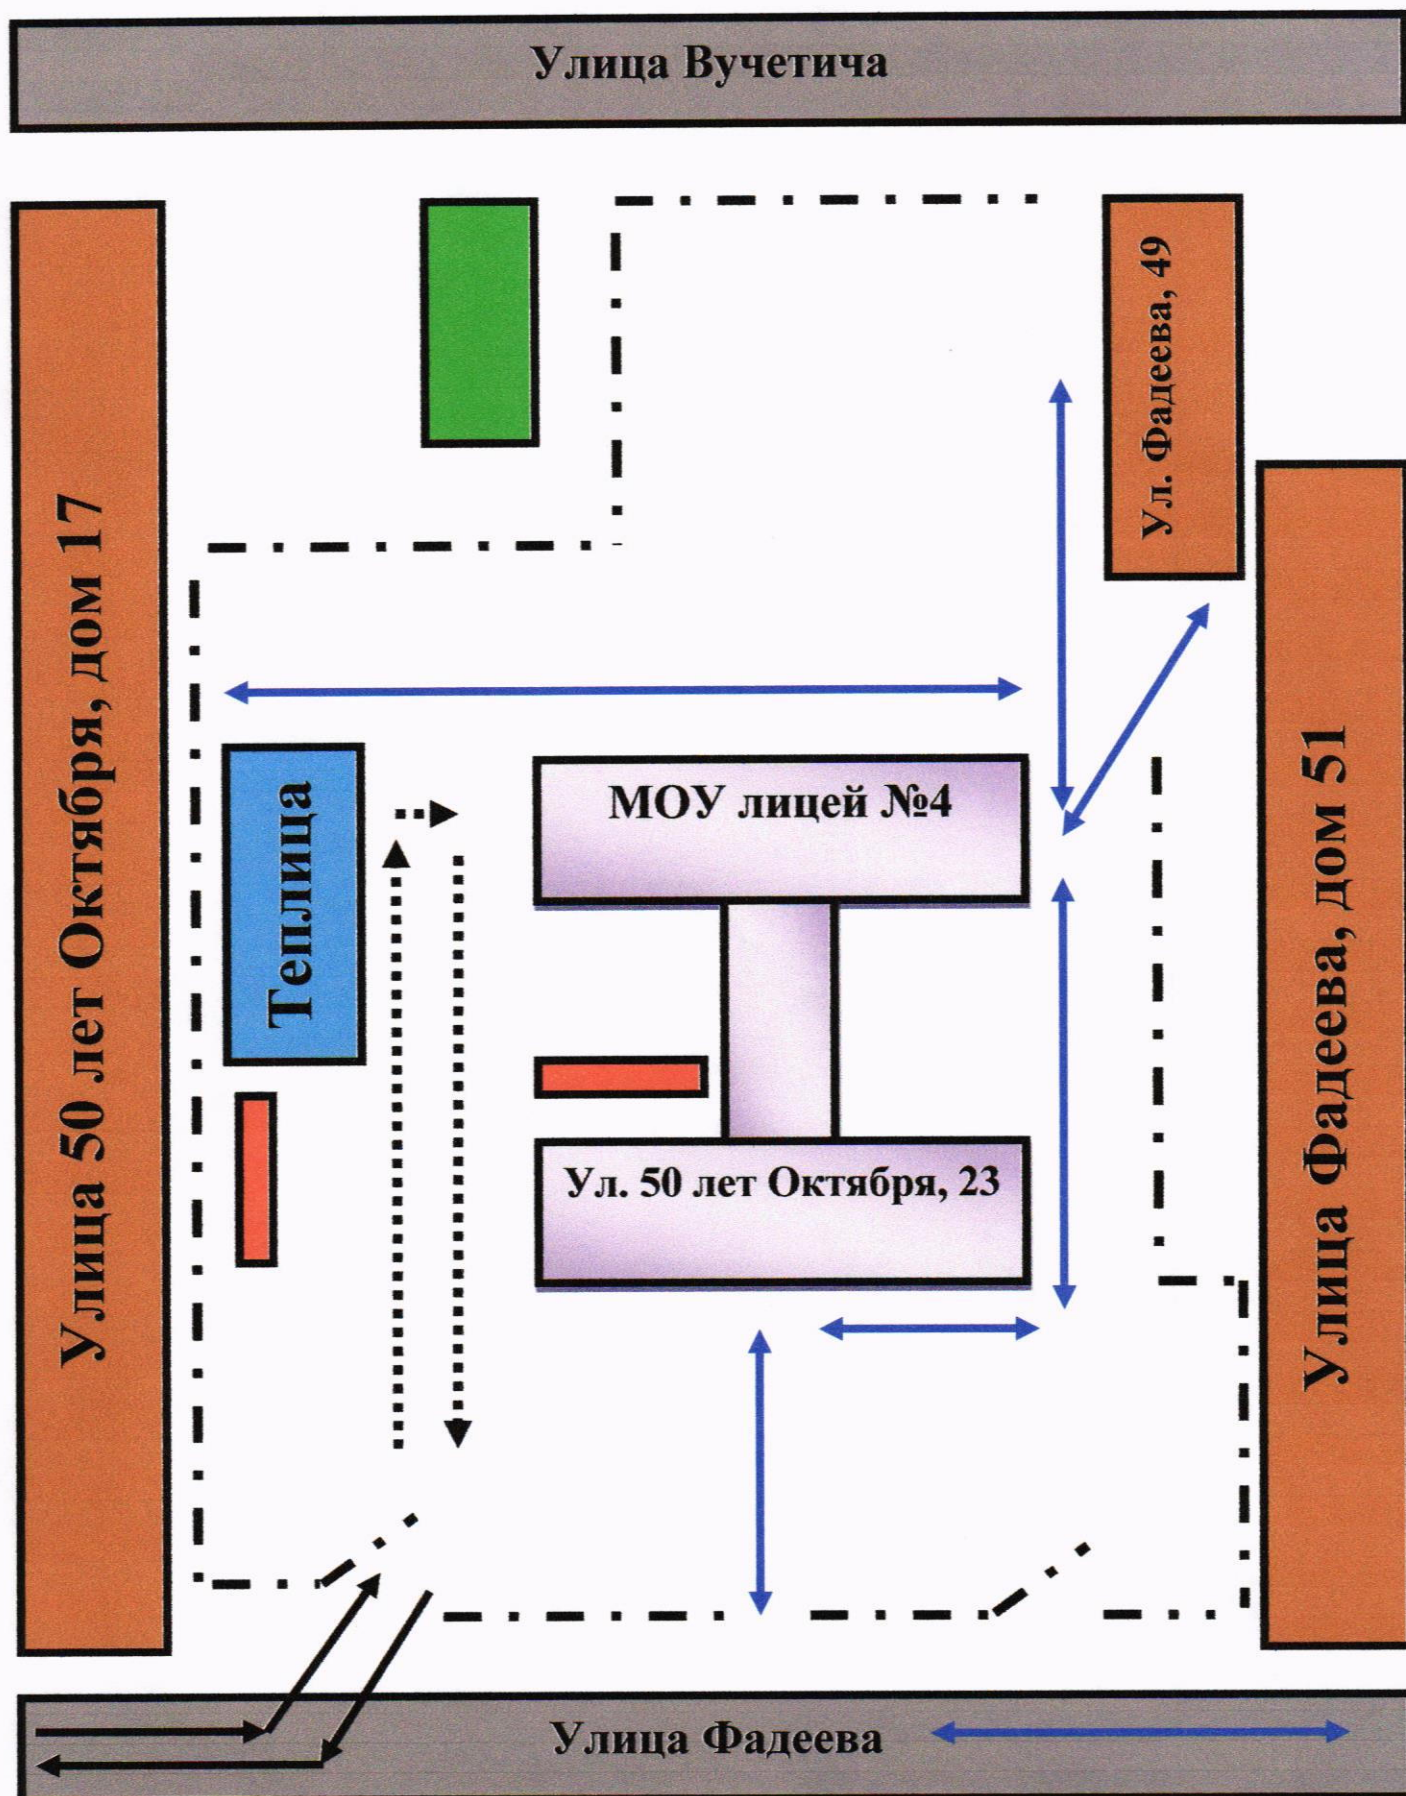 Улица Вучетича
Ул. Фадеева, 49
Улица 50 лет Октября, дом 17
Теплица
МОУ лицей №4
Улица Фадеева, дом 51
Ул. 50 лет Октября, 23
Улица Фадеева